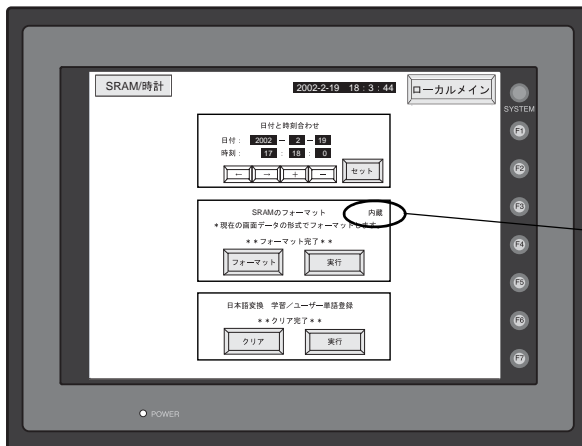 SRAM/時計
2002-2-19 18 : 3 : 44
ローカルメイン
SYSTEM
日付と時刻合わせ
日付 : 2002 － 2 － 19
時刻 : 17 : 18 : 0
← → ＋ － セット
SRAMのフォーマット 内蔵
＊現在の画面データの形式でフォーマットします。
＊＊フォーマット完了＊＊
フォーマット 実行
日本語変換 学習／ユーザー単語登録
＊＊クリア完了＊＊
クリア 実行
F1
F2
F3
F4
F5
F6
F7
POWER